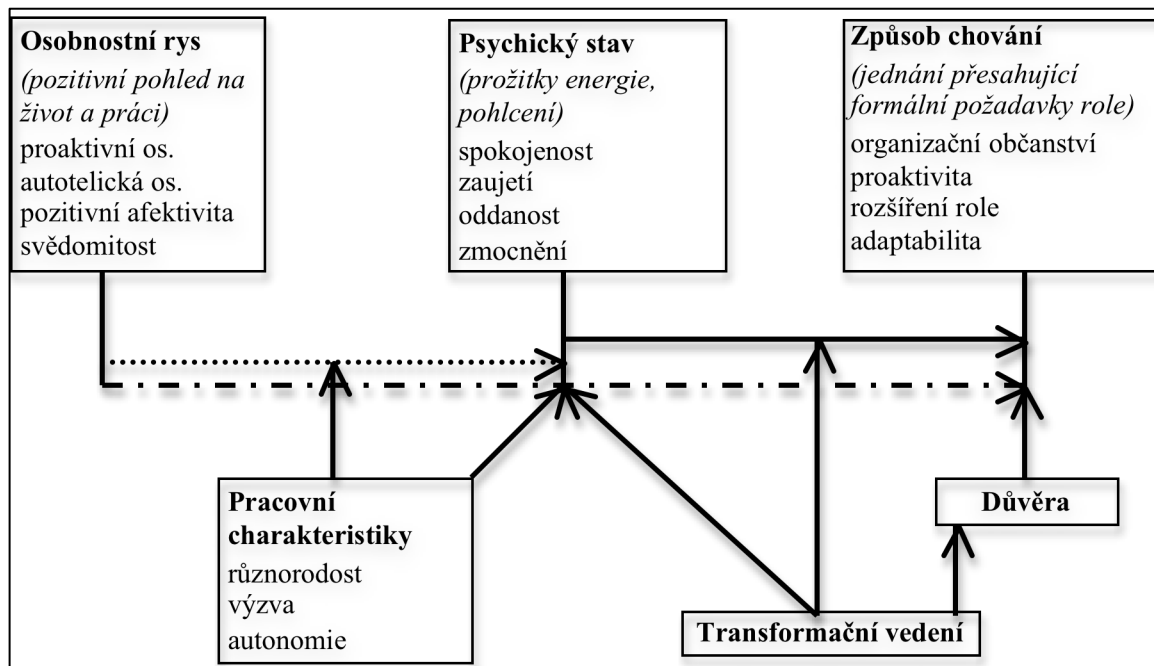 Osobnostní rys
(pozitivní pohled na
život a práci)
proaktivní os.
autotelická os.
pozitivní afektivita
svědomitost
Psychický stav
(prožitky energie,
pohlcení)
spokojenost
zaujetí
oddanost
zmocnění
Způsob chování
(jednání přesahující
formální požadavky role)
organizační občanství
proaktivita
rozšíření role
adaptabilita
Pracovní
charakteristiky
různorodost
výzva
autonomie
Důvěra
Transformační vedení